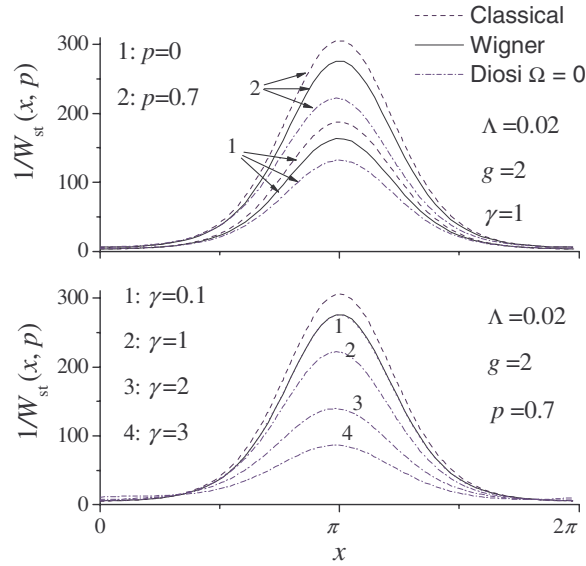 Classical
Wigner
Diosi Ω = 0
1/W_st (x, p)
300
200
100
0
1: p=0
2: p=0.7
2
1
Λ=0.02
g=2
γ=1
1/W_st (x, p)
300
200
100
0
1: γ=0.1
2: γ=1
3: γ=2
4: γ=3
1
2
3
4
Λ=0.02
g=2
p=0.7
0
π
2π
x